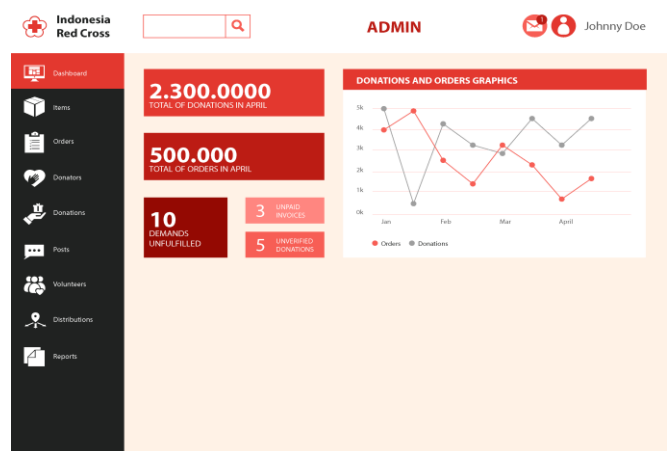 Indonesia
Red Cross
ADMIN
Johnny Doe
Dashboard
Items
Orders
Donators
Donations
Posts
Volunteers
Distributions
Reports
2.300.0000
TOTAL OF DONATIONS IN APRIL
500.000
TOTAL OF ORDERS IN APRIL
10
DEMANDS
UNFULFILLED
3 UNPAID
INVOICES
5 UNVERIFIED
DONATIONS
DONATIONS AND ORDERS GRAPHICS
5k
4k
3k
2k
1k
0k
Jan Feb Mar April
Orders Donations